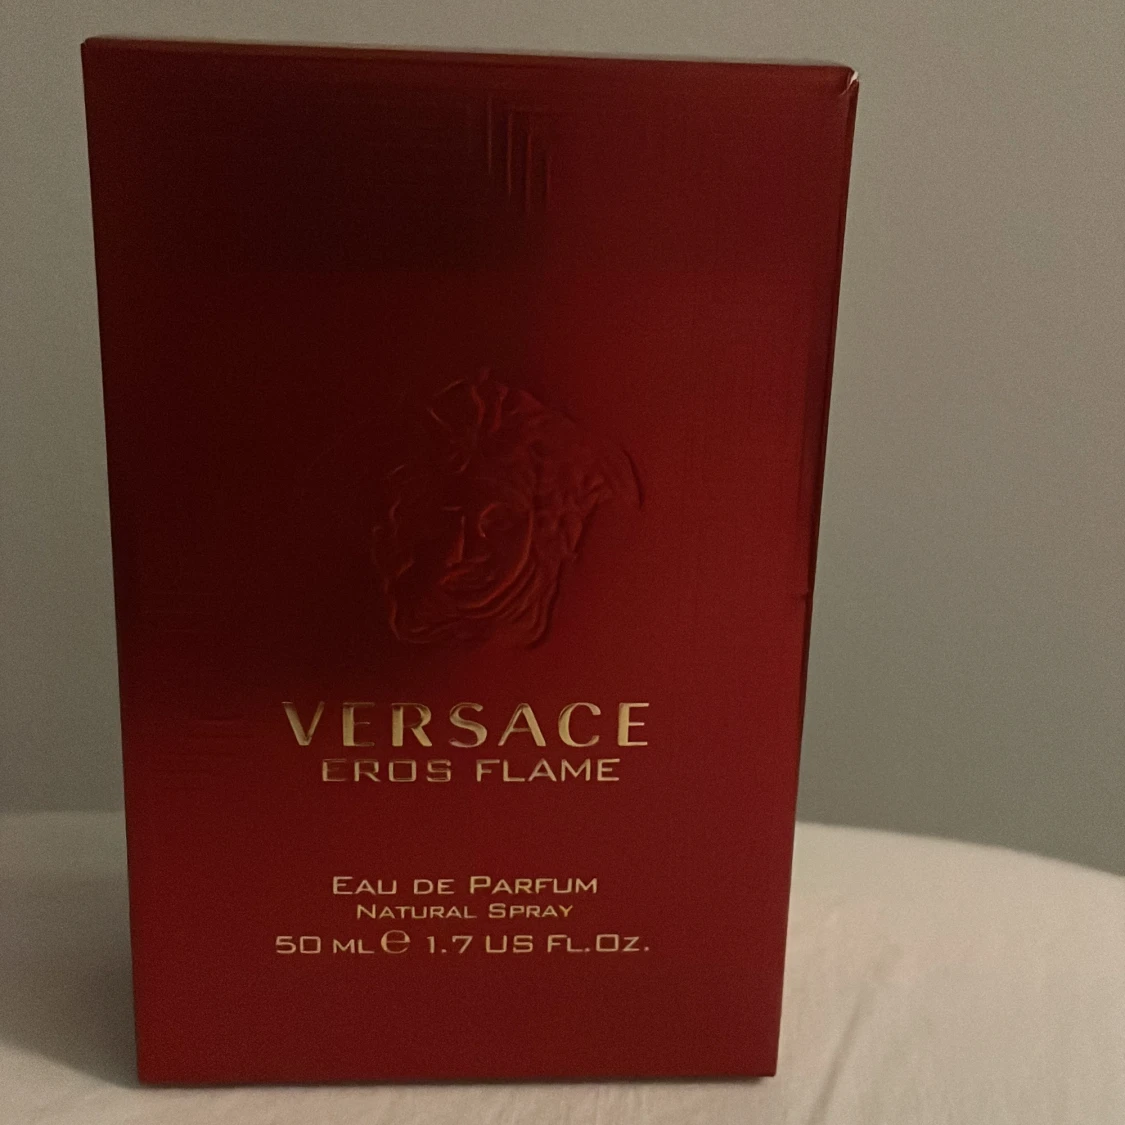 VERSACE
EROS FLAME
EAU DE PARFUM
NATURAL SPRAY
50 ML ℮ 1.7 US FL.OZ.